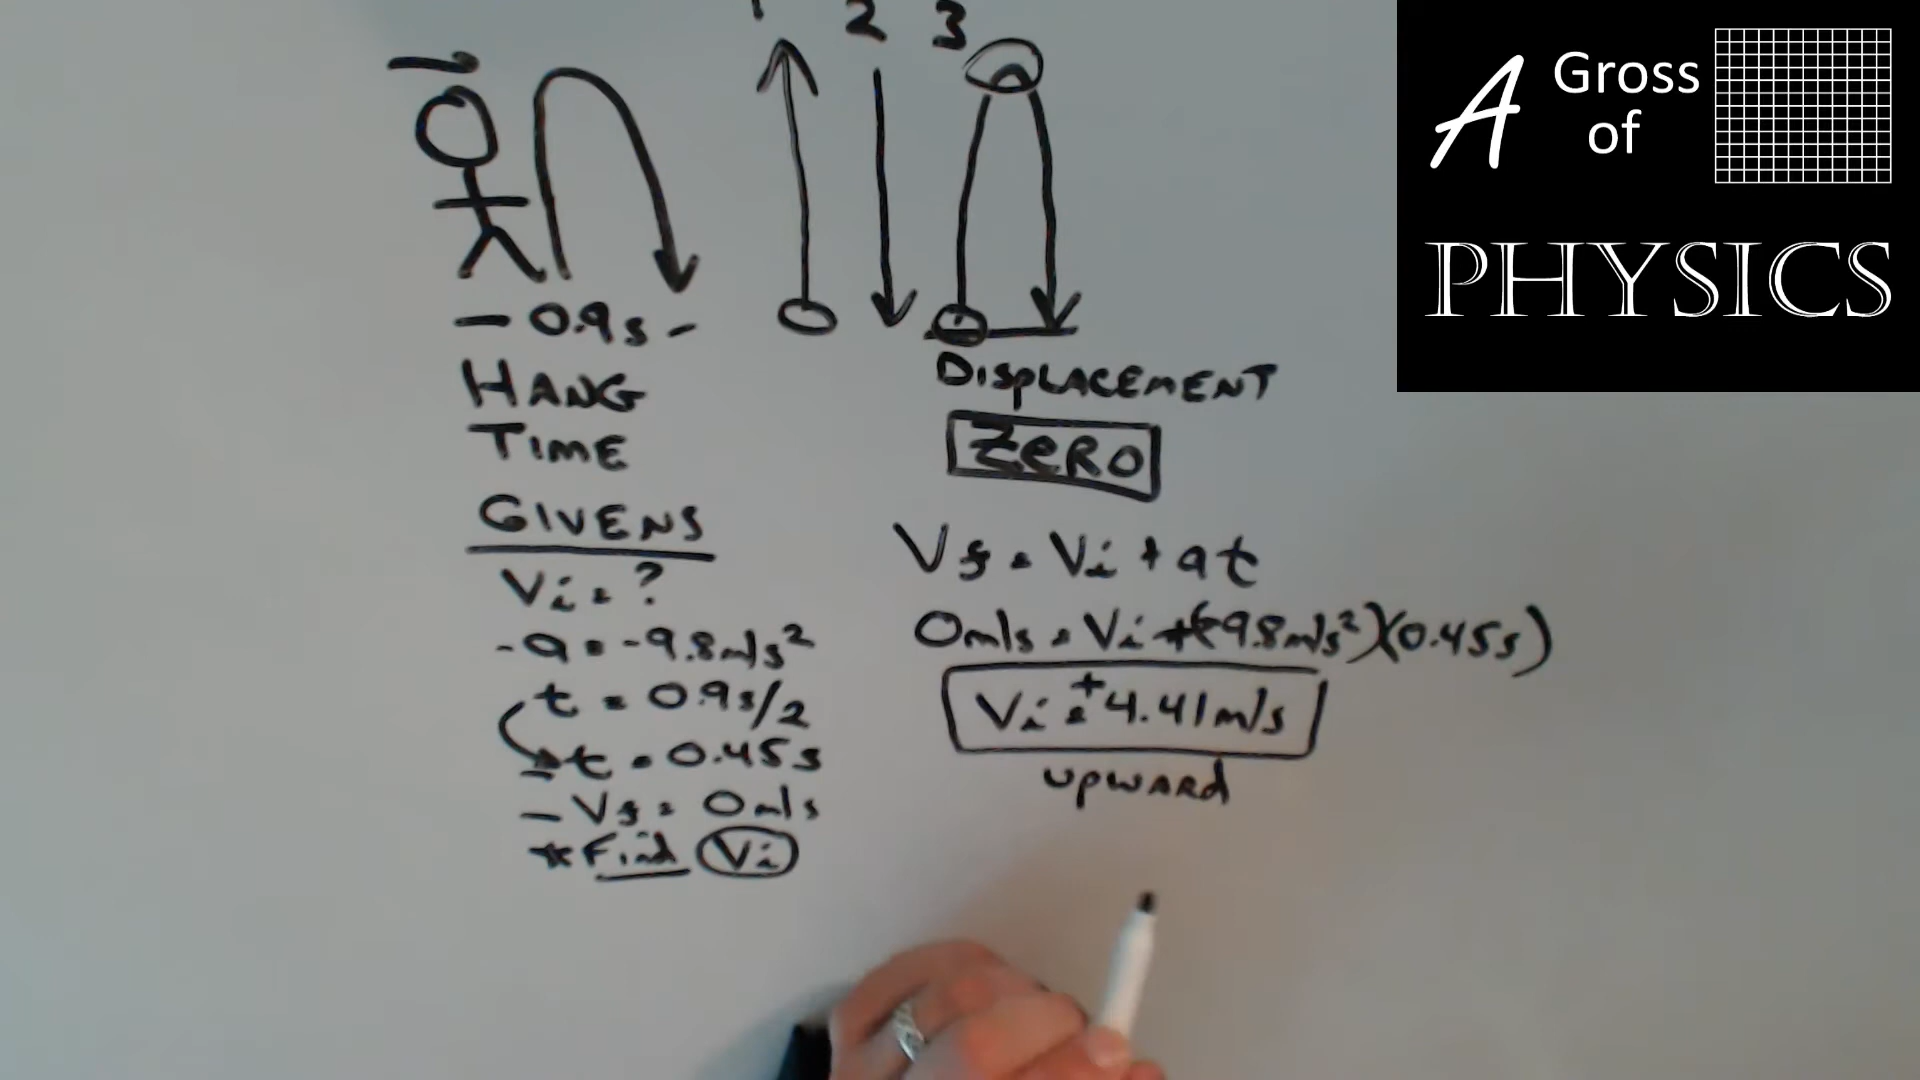 1 2 3
- 0.9s -
HANG
TIME
GIVENS
Vi = ?
- a = -9.8m/s²
t = 0.9s/2
- t = 0.45s
- Vf = 0m/s
* Find Vi
DISPLACEMENT
ZERO
Vf = Vi + at
0m/s = Vi + (-9.8m/s²)(0.45s)
Vi = +4.41m/s
upward
A Gross
of
PHYSICS